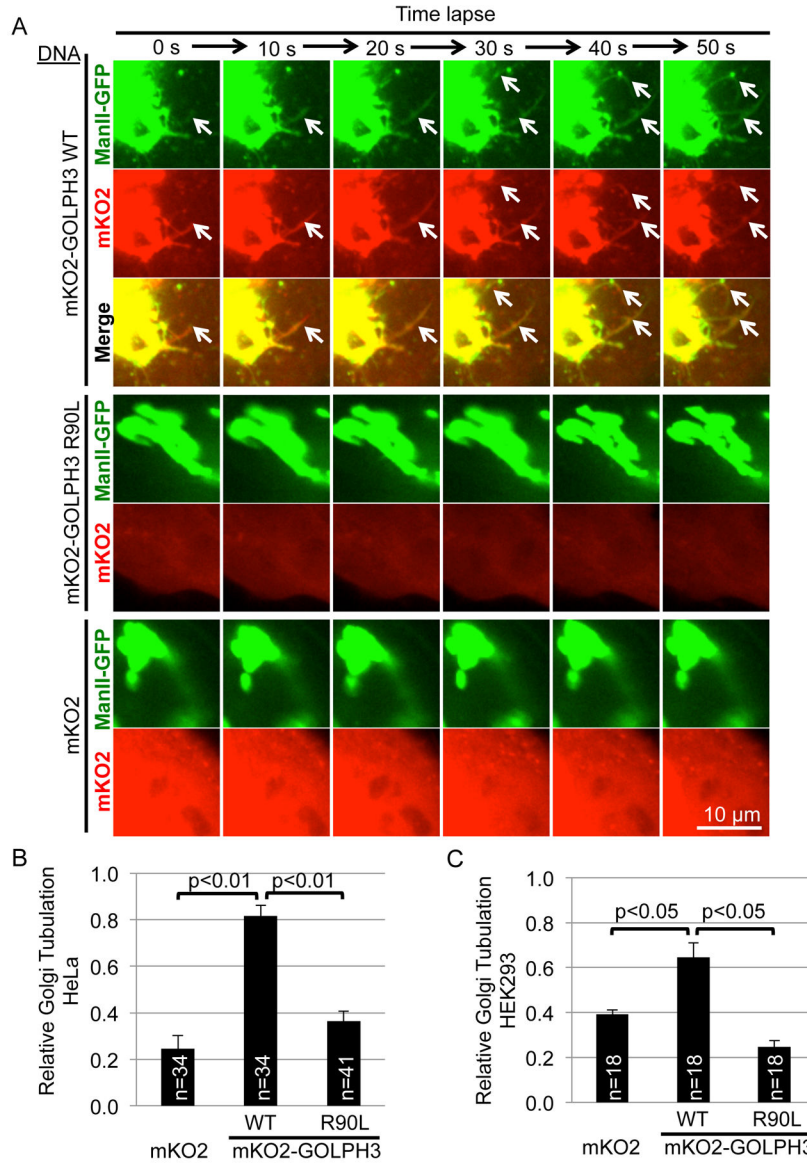 A
Time lapse
0 s 10 s 20 s 30 s 40 s 50 s
DNA
mKO2-GOLPH3 WT
ManII-GFP
mKO2
Merge
mKO2-GOLPH3 R90L
ManII-GFP
mKO2
mKO2
ManII-GFP
mKO2
10 µm
B
Relative Golgi Tubulation
HeLa
p<0.01 p<0.01
1.0
0.8
0.6
0.4
0.2
0.0
n=34 n=34 n=41
WT R90L
mKO2 mKO2-GOLPH3
C
Relative Golgi Tubulation
HEK293
1.0
p<0.05 p<0.05
0.8
0.6
0.4
0.2
0.0
n=18 n=18 n=18
WT R90L
mKO2 mKO2-GOLPH3